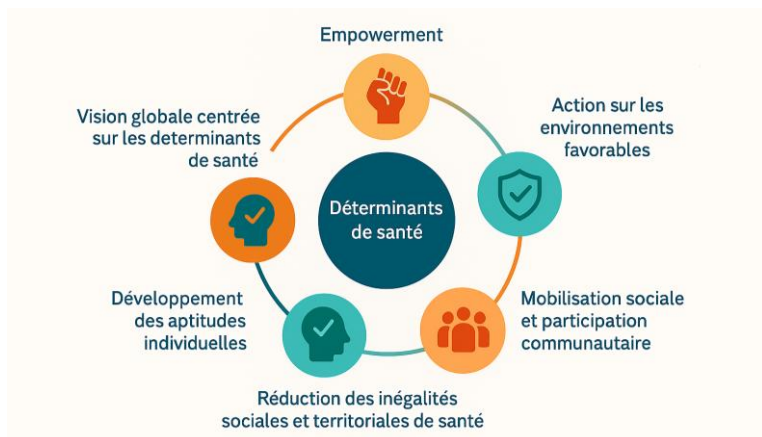 Empowerment
Vision globale centrée
sur les determinants
de santé
Action sur les
environnements
favorables
Déterminants
de santé
Développement
des aptitudes
individuelles
Mobilisation sociale
et participation
communautaire
Réduction des inégalités
sociales et territoriales de santé